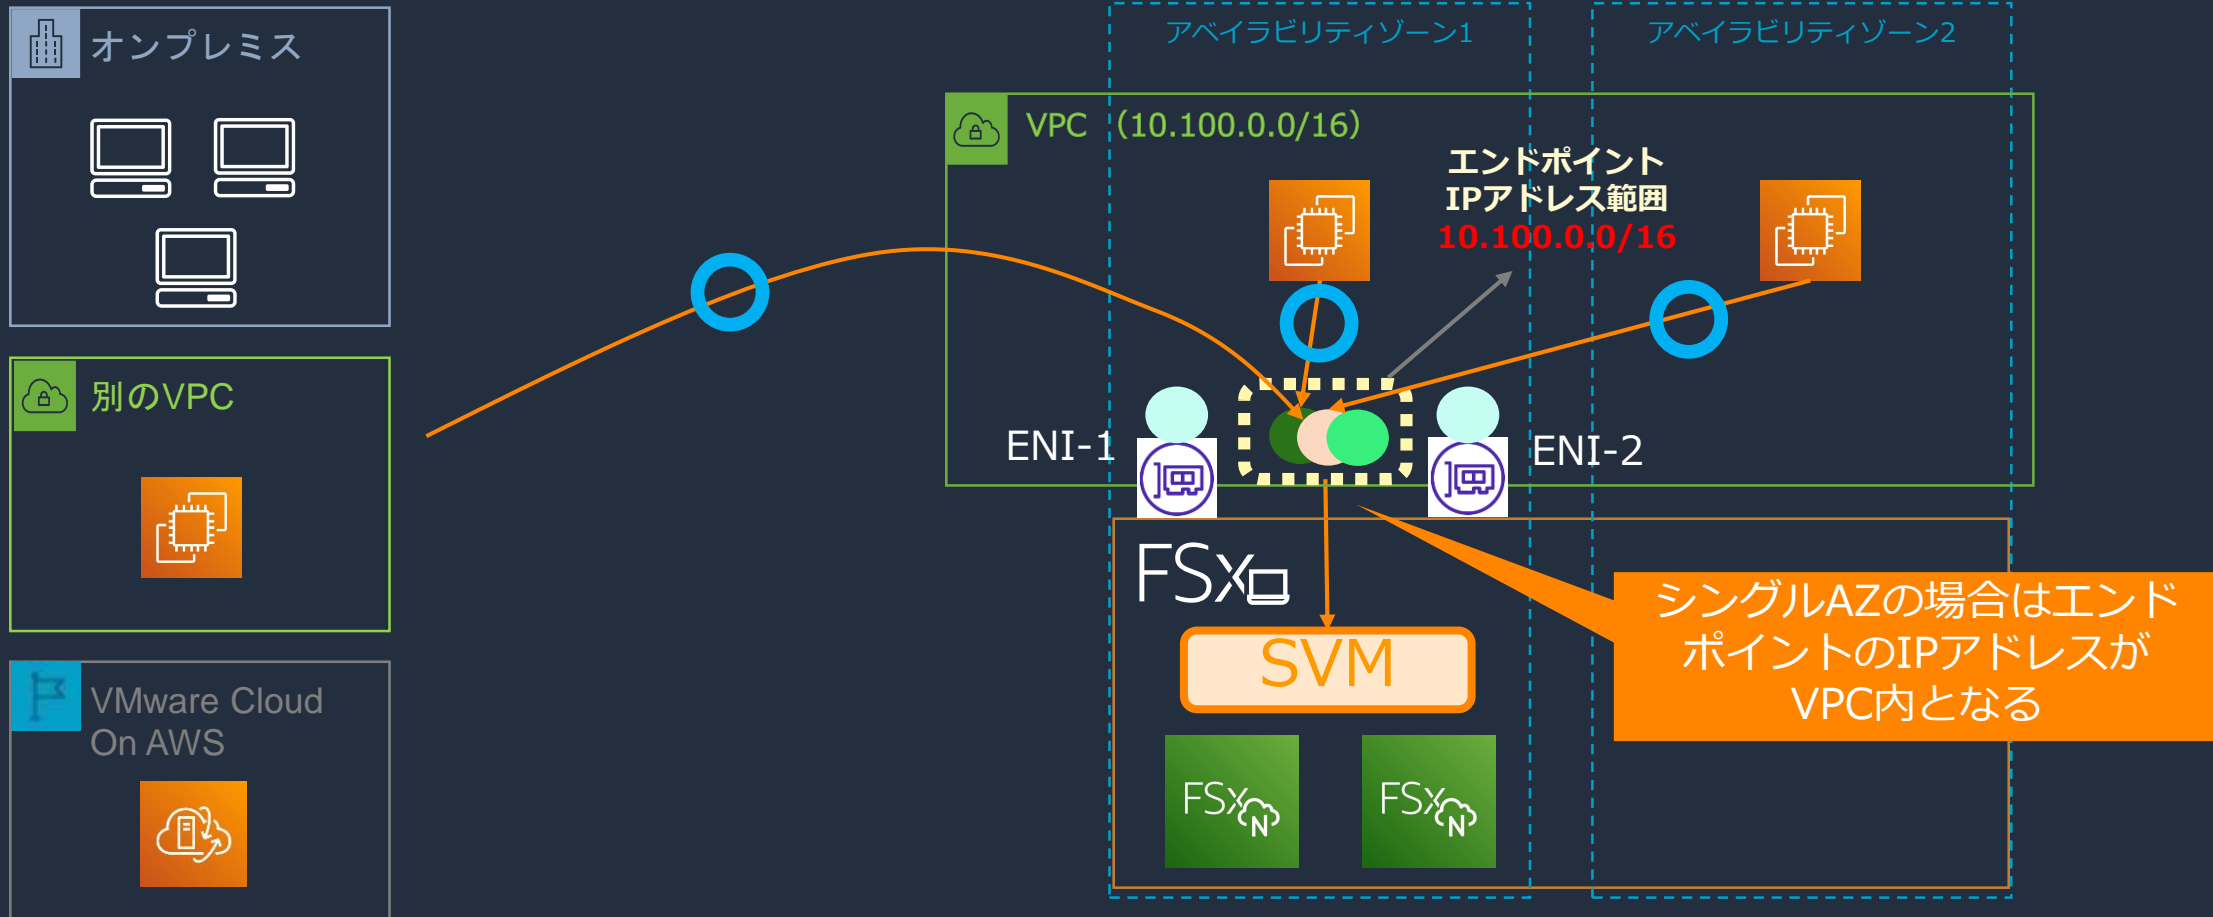 オンプレミス
別のVPC
VMware Cloud
On AWS
アベイラビリティゾーン1
アベイラビリティゾーン2
VPC （10.100.0.0/16）
エンドポイント
IPアドレス範囲
10.100.0.0/16
ENI-1
ENI-2
FSx
SVM
FSx
N
FSx
N
シングルAZの場合はエンド
ポイントのIPアドレスが
VPC内となる